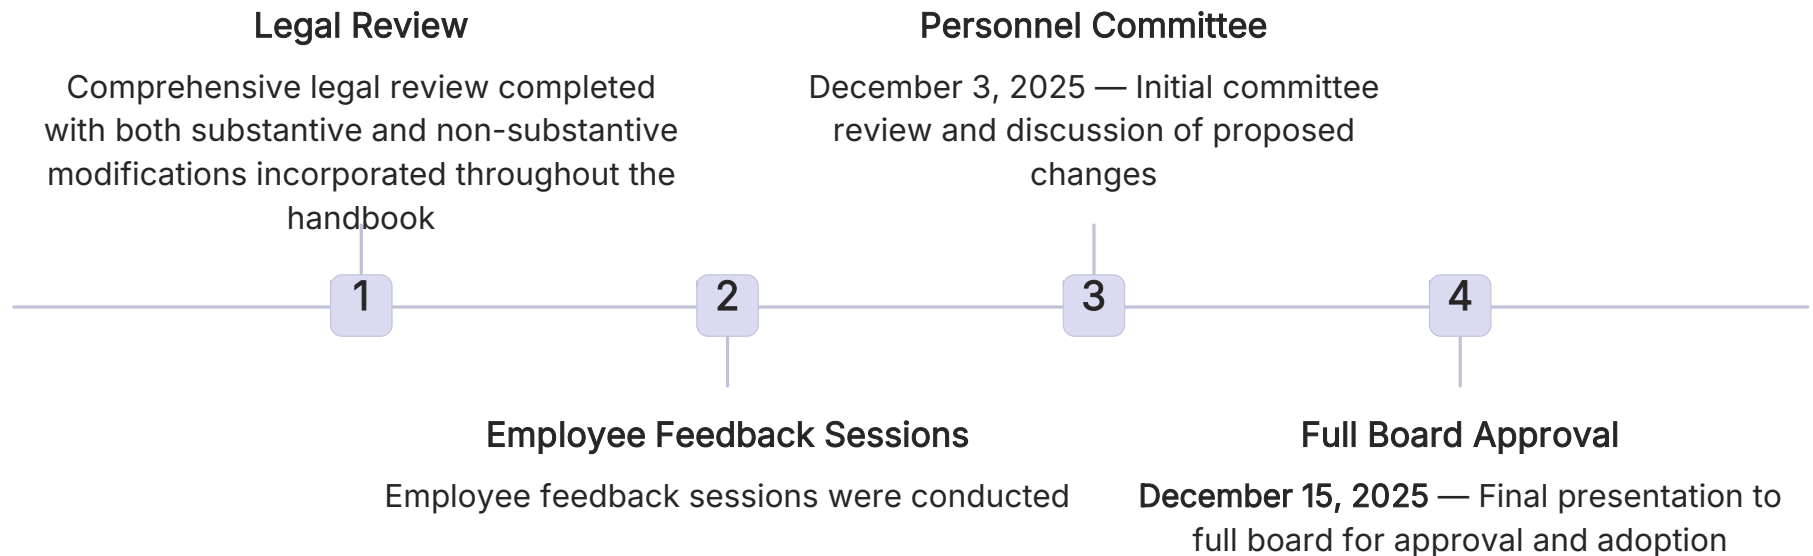 Legal Review
Comprehensive legal review completed
with both substantive and non-substantive
modifications incorporated throughout the
handbook
1
2
Employee Feedback Sessions
Employee feedback sessions were conducted
Personnel Committee
December 3, 2025 — Initial committee
review and discussion of proposed
changes
3
4
Full Board Approval
December 15, 2025 — Final presentation to
full board for approval and adoption